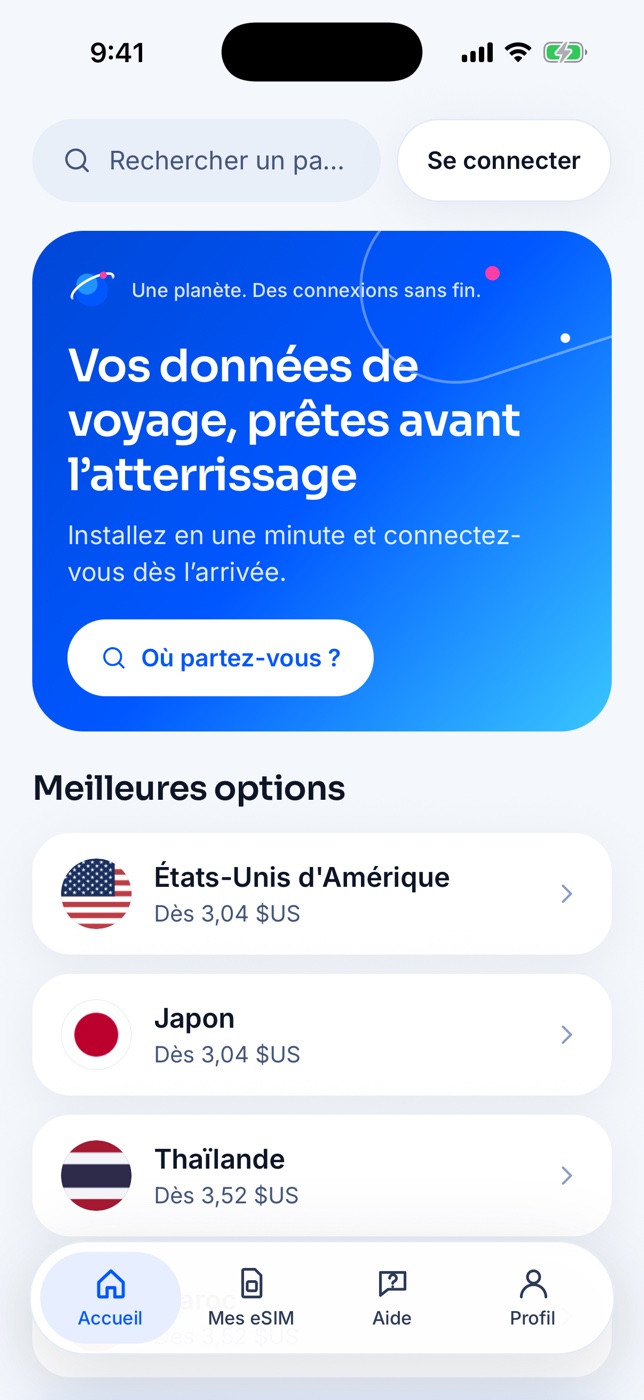 9:41
Rechercher un pa...
Se connecter
Une planète. Des connexions sans fin.
Vos données de
voyage, prêtes avant
l’atterrissage
Installez en une minute et connectez-
vous dès l’arrivée.
Où partez-vous ?
Meilleures options
États-Unis d'Amérique
Dès 3,04 $US
Japon
Dès 3,04 $US
Thaïlande
Dès 3,52 $US
Accueil
Mes eSIM
Aide
Profil